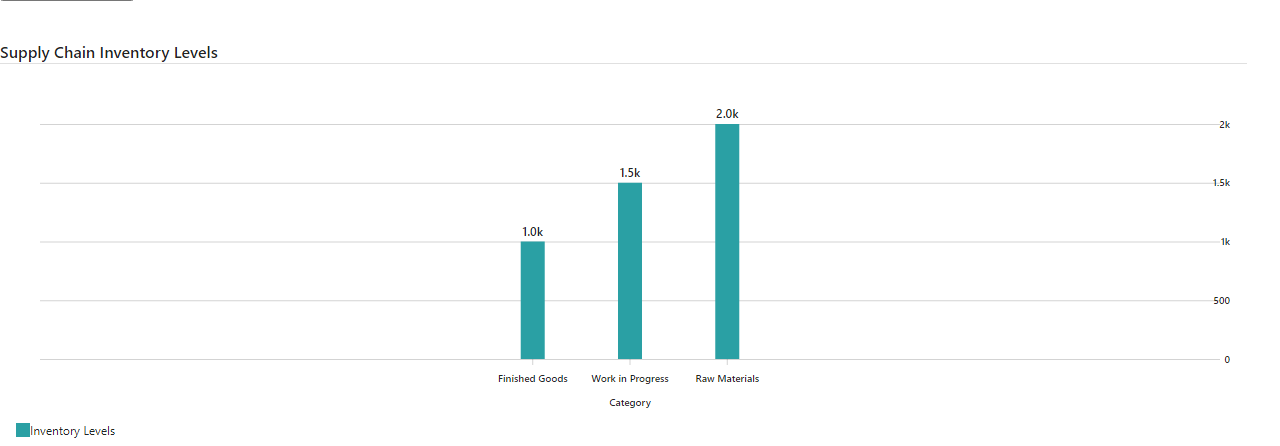 Supply Chain Inventory Levels
2.0k
2k
1.5k
1.5k
1.0k
1k
500
0
Finished Goods Work in Progress Raw Materials
Category
Inventory Levels